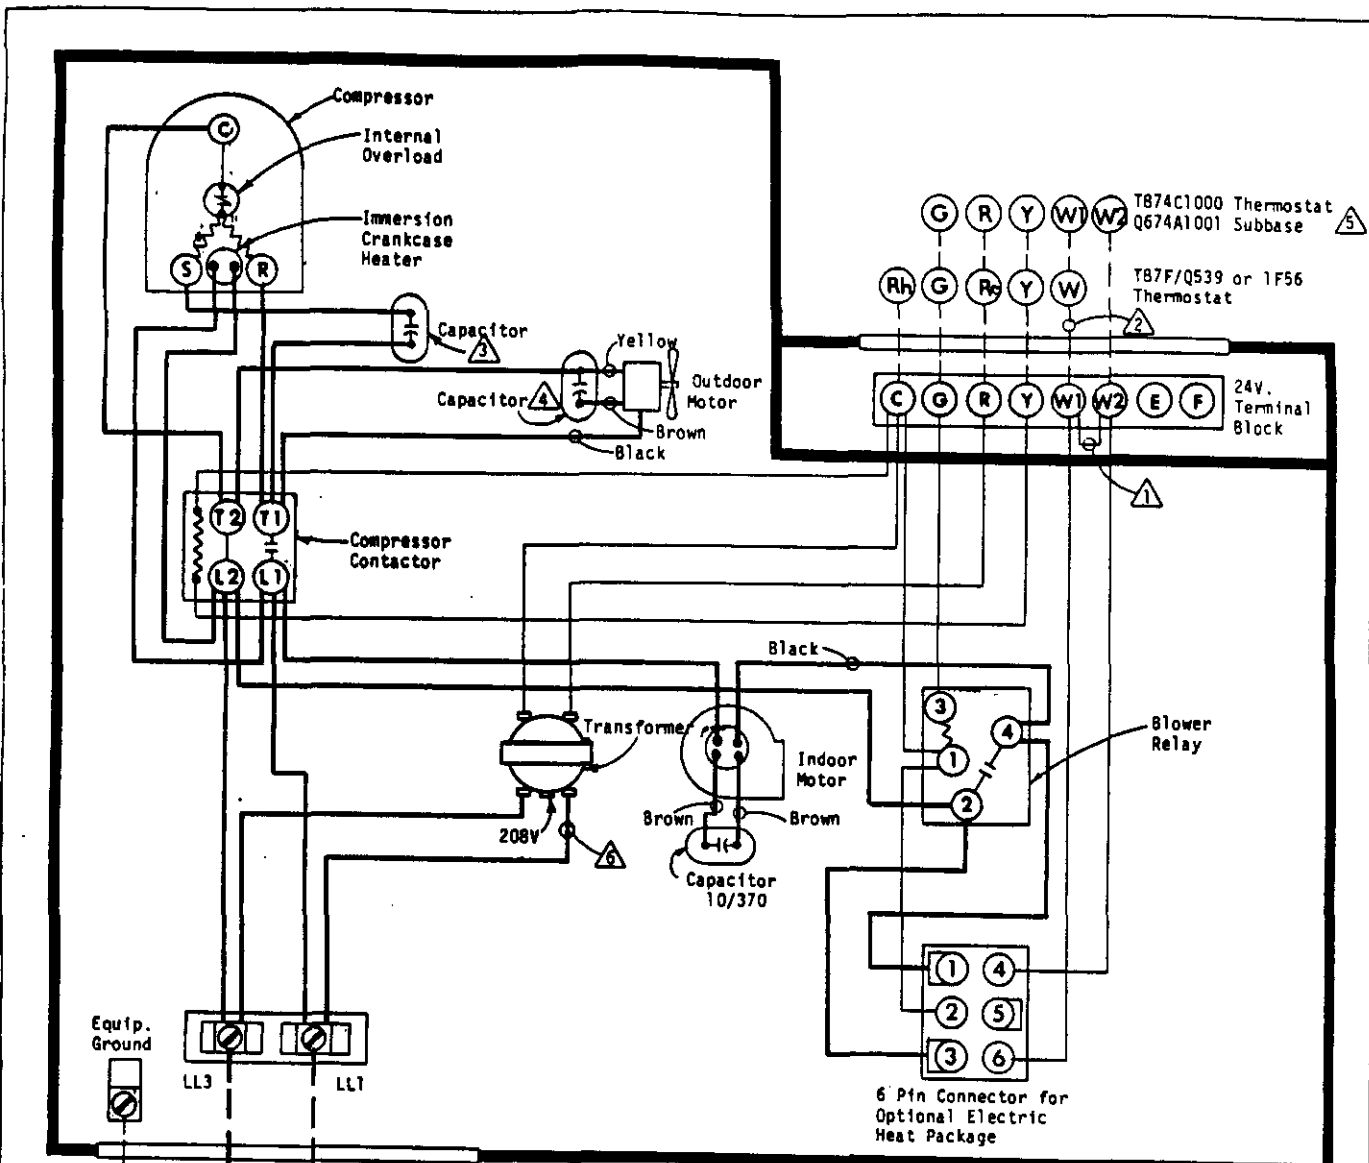 Compressor
C
Internal
Overload
Immersion
Crankcase
Heater
S
R
G R Y W1 W2
T874C1000 Thermostat
Q674A1001 Subbase
5
Rh G Rc Y W
T87F/Q539 or 1F56
Thermostat
2
Capacitor
3
Yellow
Outdoor
Motor
Capacitor
4
Brown
Black
C G R Y W1 W2 E F
24V.
Terminal
Block
1
T2 T1
L2 L1
Compressor
Contactor
Black
3
4
1
2
Blower
Relay
Transformer
Indoor
Motor
208V
6
Brown
Brown
Capacitor
10/370
1 4
2 5
3 6
6 Pin Connector for
Optional Electric
Heat Package
Equip.
Ground
LL3
LL1